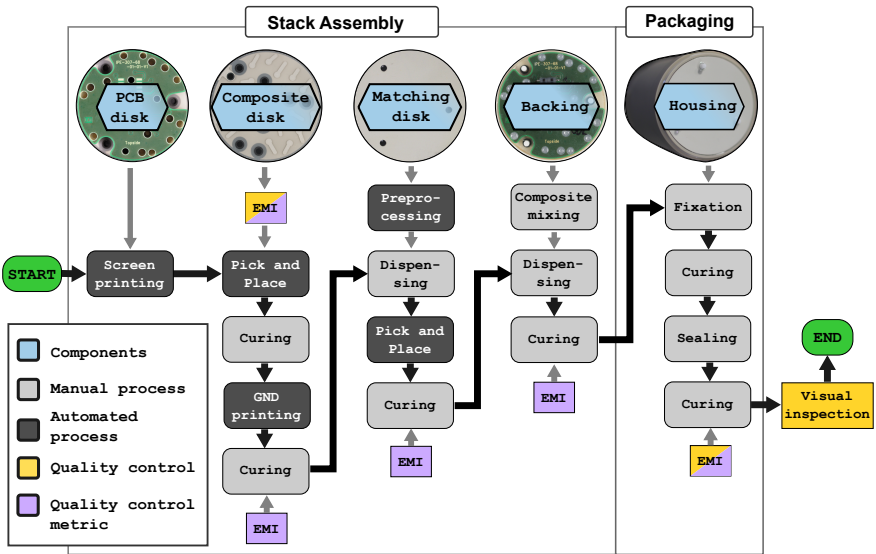 Stack Assembly
Packaging
PCB
disk
Composite
disk
Matching
disk
Backing
Housing
EMI
Prepro-
cessing
Composite
mixing
Fixation
START
Screen
printing
Pick and
Place
Dispen-
sing
Dispen-
sing
Curing
Curing
Pick and
Place
Curing
Sealing
END
GND
printing
Curing
Curing
Visual
inspection
EMI
Curing
EMI
EMI
EMI
Components
Manual process
Automated
process
Quality control
Quality control
metric